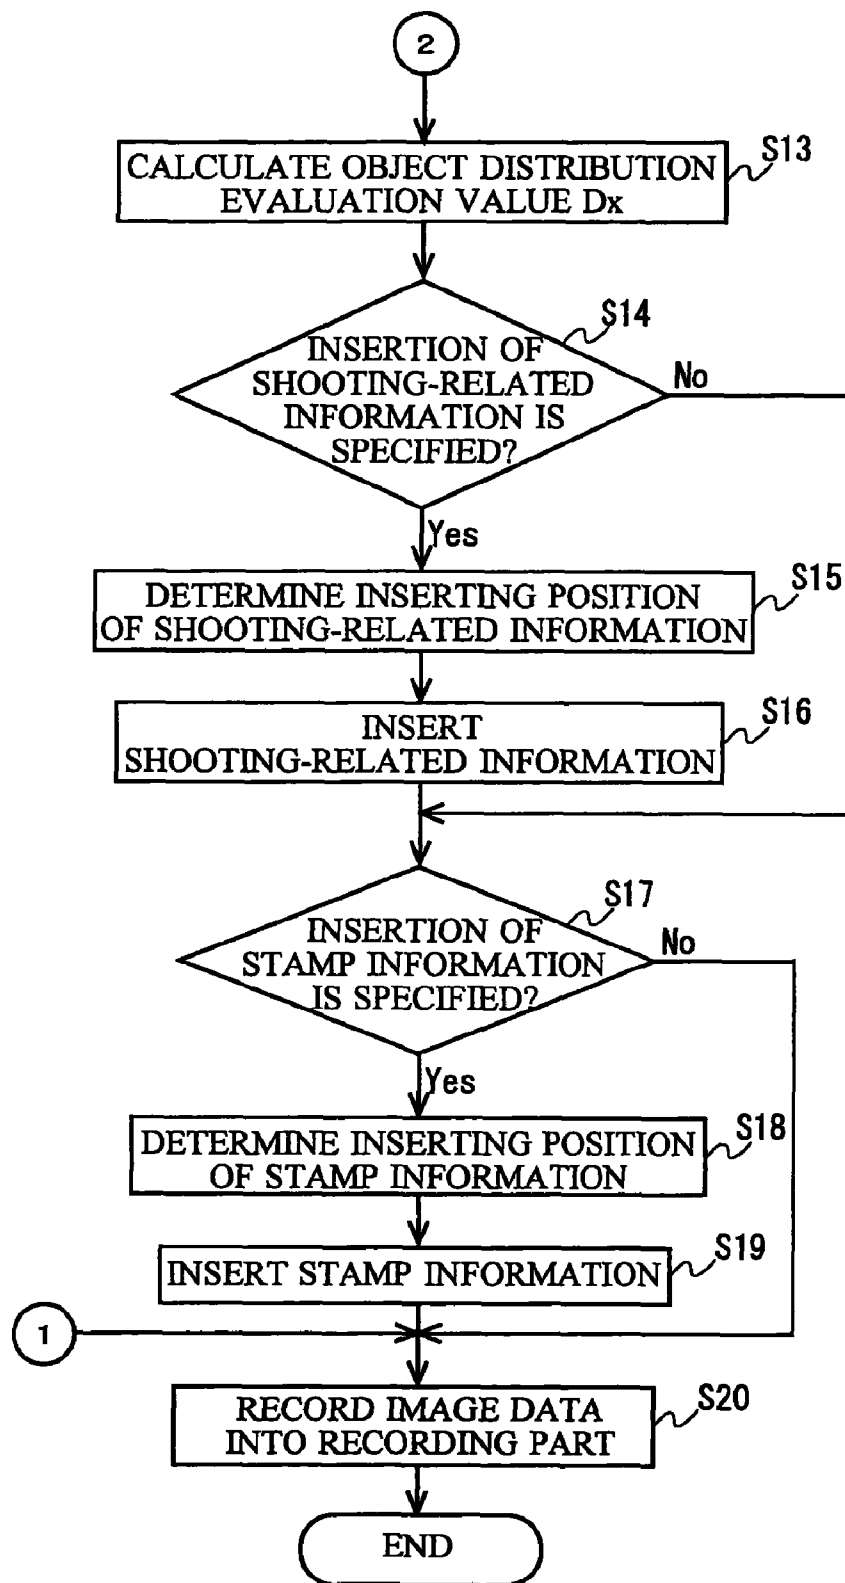 2
S13
CALCULATE OBJECT DISTRIBUTION
EVALUATION VALUE Dx
S14
INSERTION OF
SHOOTING-RELATED
INFORMATION IS
SPECIFIED?
No
Yes
S15
DETERMINE INSERTING POSITION
OF SHOOTING-RELATED INFORMATION
S16
INSERT
SHOOTING-RELATED INFORMATION
S17
INSERTION OF
STAMP INFORMATION
IS SPECIFIED?
No
Yes
S18
DETERMINE INSERTING POSITION
OF STAMP INFORMATION
S19
INSERT STAMP INFORMATION
1
S20
RECORD IMAGE DATA
INTO RECORDING PART
END